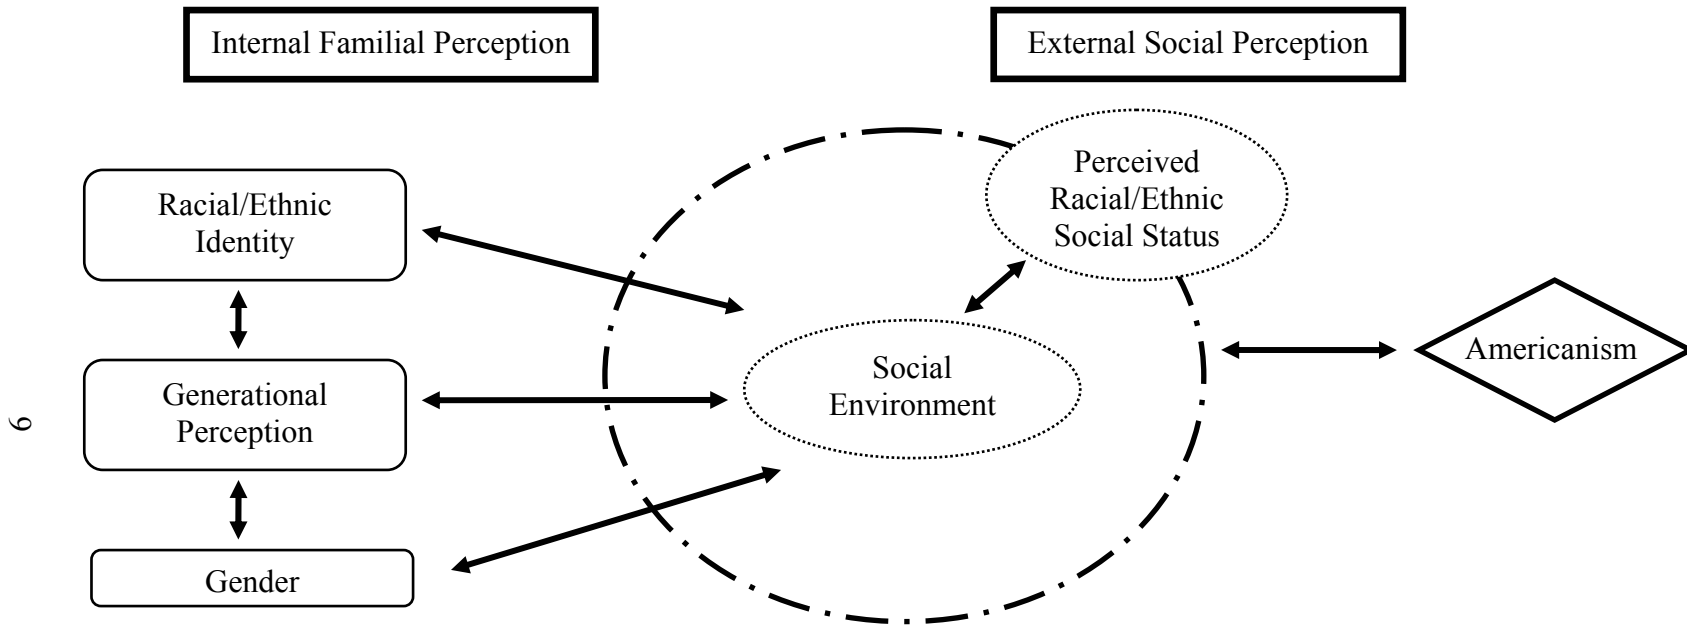 Internal Familial Perception
External Social Perception
Perceived
Racial/Ethnic
Social Status
Racial/Ethnic
Identity
Social
Environment
Americanism
Generational
Perception
Gender
9